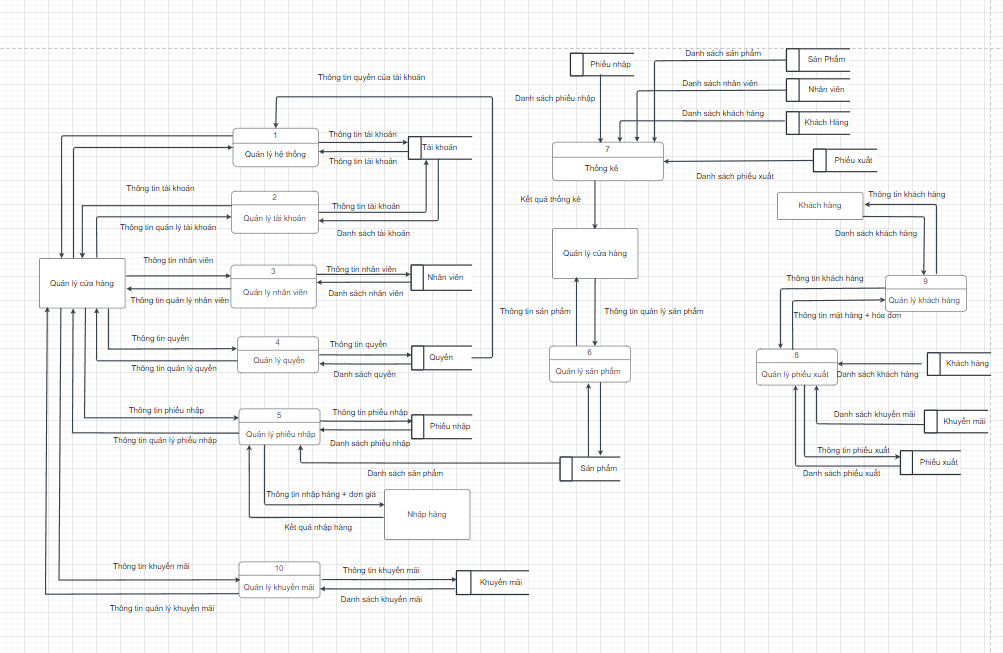 Thông tin quyền của tài khoản
1
Quản lý hệ thống
Thông tin tài khoản
Thông tin tài khoản
Tài khoản
Thông tin tài khoản
Thông tin quản lý tài khoản
2
Quản lý tài khoản
Thông tin tài khoản
Danh sách tài khoản
Quản lý cửa hàng
Thông tin nhân viên
Thông tin quản lý nhân viên
3
Quản lý nhân viên
Thông tin nhân viên
Danh sách nhân viên
Nhân viên
Thông tin quyền
Thông tin quản lý quyền
4
Quản lý quyền
Thông tin quyền
Danh sách quyền
Quyền
Thông tin phiếu nhập
Thông tin quản lý phiếu nhập
5
Quản lý phiếu nhập
Thông tin phiếu nhập
Danh sách phiếu nhập
Phiếu nhập
Danh sách sản phẩm
Thông tin nhập hàng + đơn giá
Kết quả nhập hàng
Nhập hàng
Thông tin khuyến mãi
Thông tin quản lý khuyến mãi
10
Quản lý khuyến mãi
Thông tin khuyến mãi
Danh sách khuyến mãi
Khuyến mãi
Phiếu nhập
Danh sách phiếu nhập
Danh sách sản phẩm
Sản Phẩm
Danh sách nhân viên
Nhân viên
Danh sách khách hàng
Khách Hàng
7
Thống kê
Phiếu xuất
Danh sách phiếu xuất
Kết quả thống kê
Quản lý cửa hàng
Thông tin sản phẩm
Thông tin quản lý sản phẩm
6
Quản lý sản phẩm
Sản phẩm
Khách hàng
Thông tin khách hàng
Danh sách khách hàng
9
Quản lý khách hàng
Thông tin khách hàng
Thông tin mặt hàng + hóa đơn
8
Quản lý phiếu xuất
Danh sách khách hàng
Khách hàng
Danh sách khuyến mãi
Khuyến mãi
Thông tin phiếu xuất
Danh sách phiếu xuất
Phiếu xuất